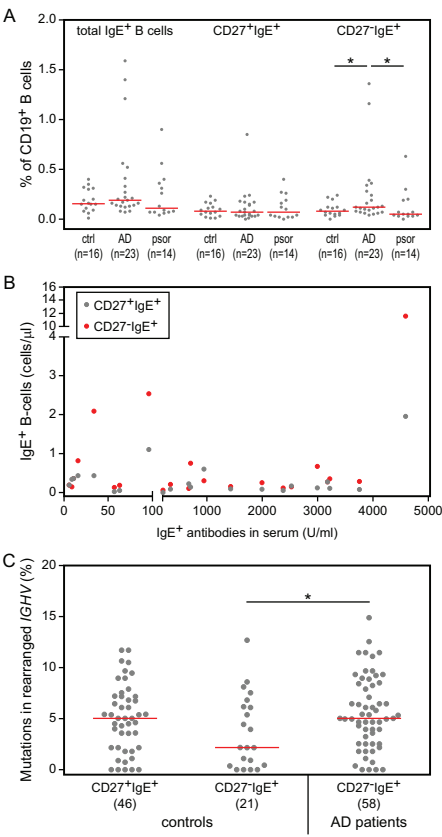 A
total IgE⁺ B cells CD27⁺IgE⁺ CD27⁻IgE⁺
2.0
1.5
1.0
0.5
0.0
% of CD19⁺ B cells
* *
ctrl AD psor ctrl AD psor ctrl AD psor
(n=16) (n=23) (n=14) (n=16) (n=23) (n=14) (n=16) (n=23) (n=14)
B
16
14
12
10
4
3
2
1
0
IgE⁺ B-cells (cells/µl)
CD27⁺IgE⁺
CD27⁻IgE⁺
0 50 100 100 1000 2000 3000 4000 5000
IgE⁺ antibodies in serum (U/ml)
C
20
15
10
5
0
Mutations in rearranged IGHV (%)
*
CD27⁺IgE⁺ CD27⁻IgE⁺ CD27⁻IgE⁺
(46) (21) (58)
controls AD patients